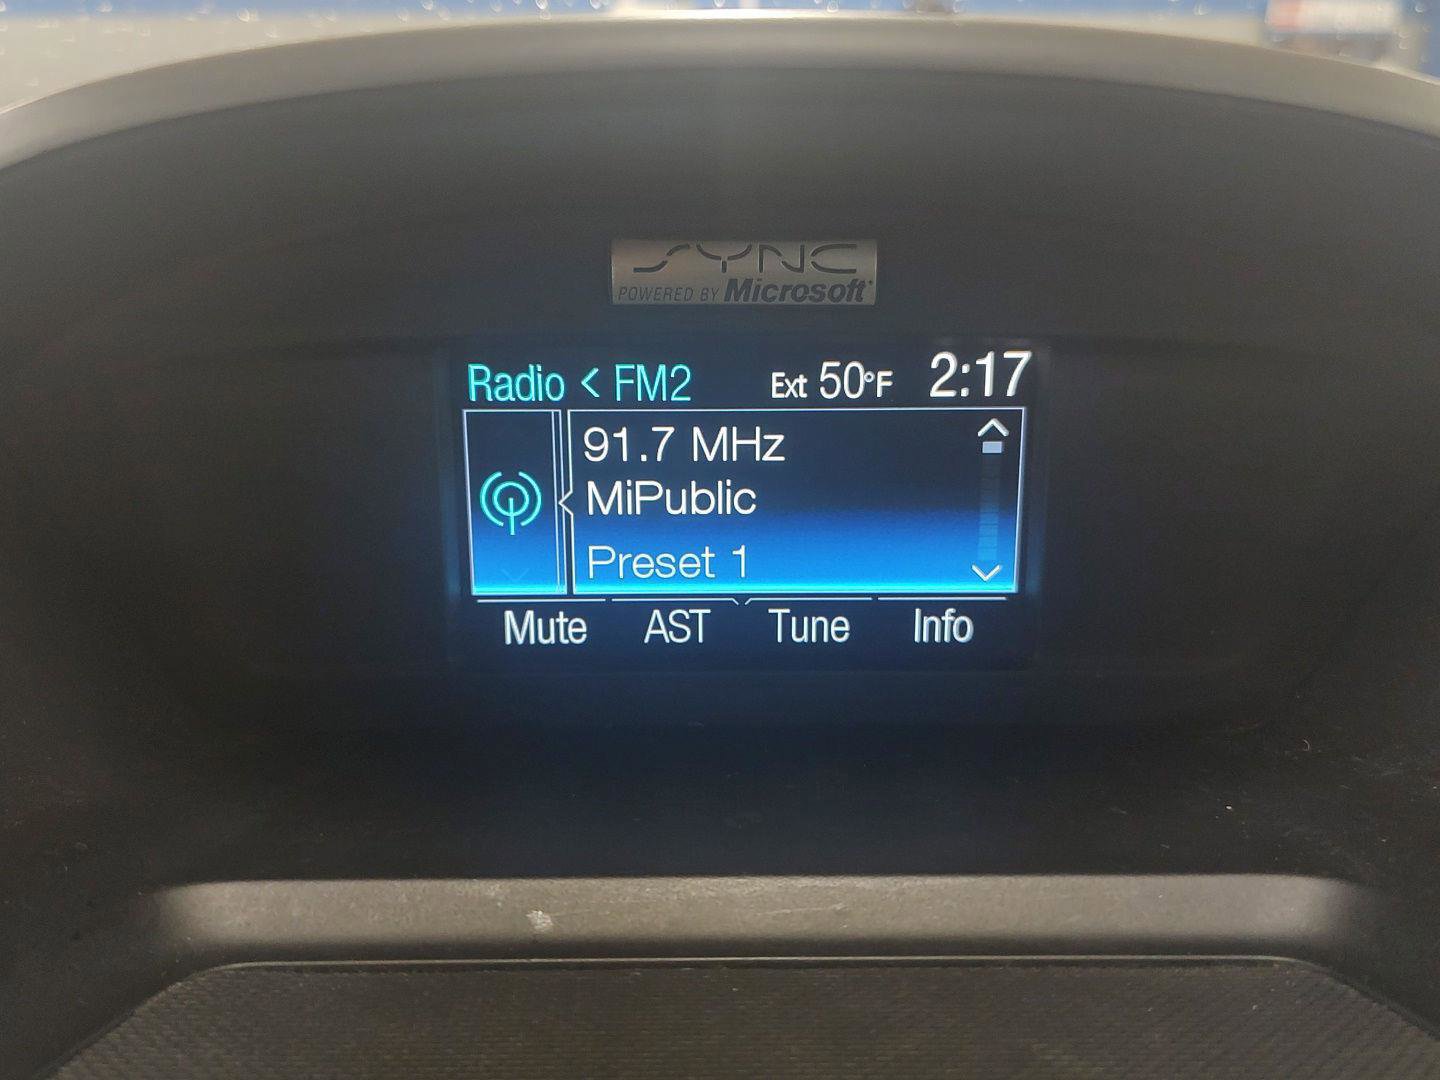 SYNC
POWERED BY Microsoft
Radio < FM2 Ext 50°F 2:17
91.7 MHz
MiPublic
Preset 1
Mute AST Tune Info